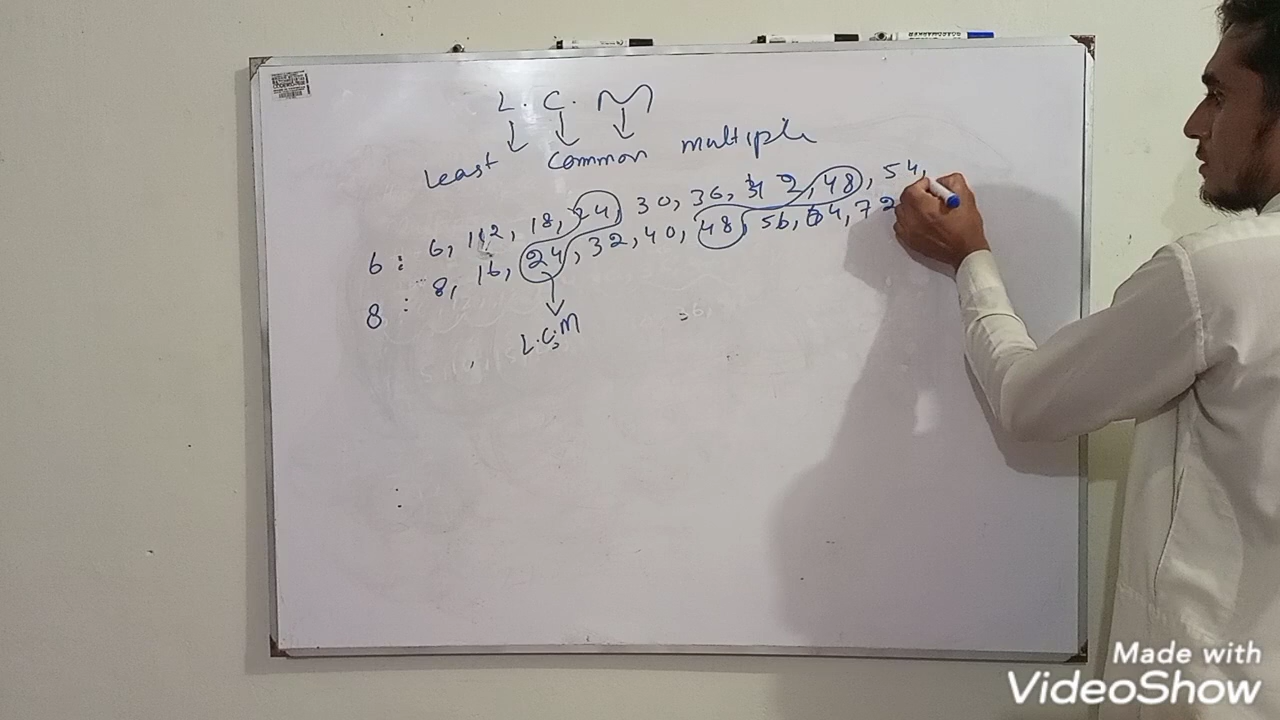 L. C. M
Least Common multiple
6: 6, 112, 18, 24, 30, 36, 42, 48, 54,
8: 8, 16, 24, 32, 40, 48, 56, 64, 72
L.C.M
Made with
VideoShow